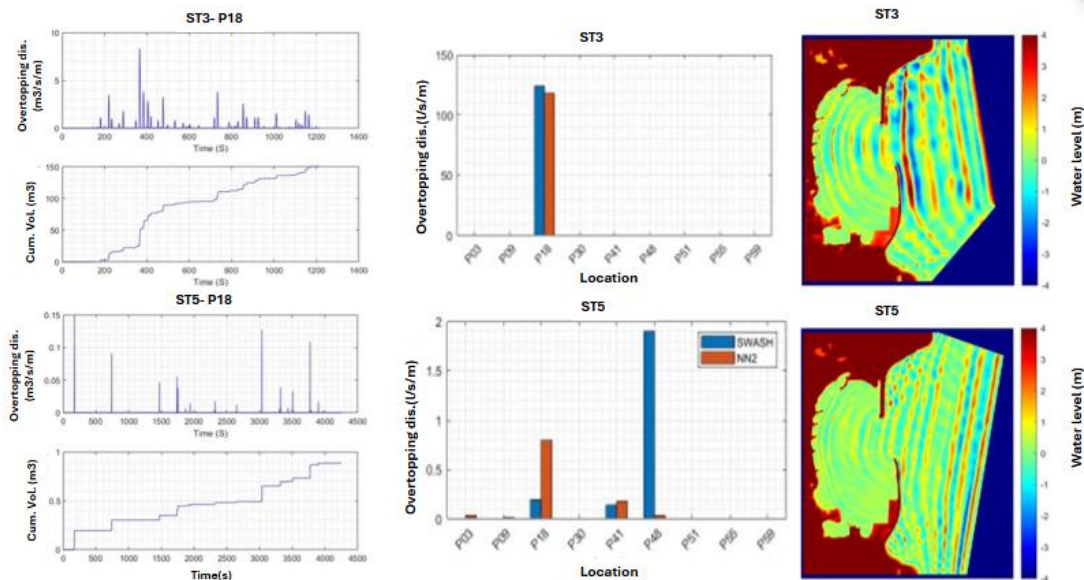 ST3- P18
Overtopping dis.
(m3/s/m)
10
5
0
0 200 400 600 800 1000 1200 1400
Time (S)
Cum. Vol. (m3)
150
100
50
0
0 200 400 600 800 1000 1200 1400
ST5- P18
Overtopping dis.
(m3/s/m)
0.15
0.1
0.05
0
0 500 1000 1500 2000 2500 3000 3500 4000 4500
Time (S)
Cum. Vol. (m3)
1
0.5
0
0 500 1000 1500 2000 2500 3000 3500 4000 4500
Time(s)
ST3
Overtopping dis.(l/s/m)
150
100
50
0
P03 P09 P18 P30 P41 P48 P51 P55 P59
Location
ST5
Overtopping dis.(l/s/m)
2
1.5
1
0.5
0
SWASH
NN2
P03 P09 P18 P30 P41 P48 P51 P55 P59
Location
ST3
4
3
2
1
0
-1
-2
-3
-4
Water level (m)
ST5
4
3
2
1
0
-1
-2
-3
-4
Water level (m)